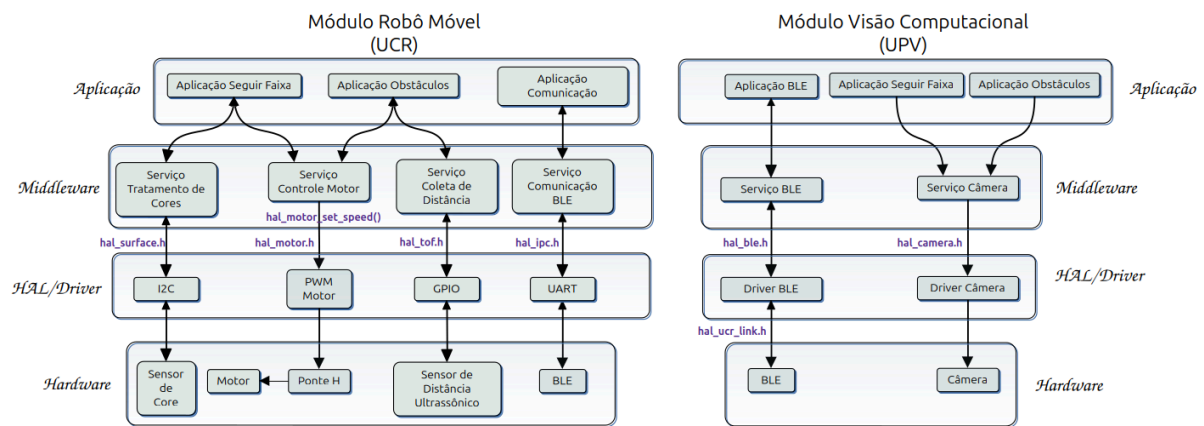 Módulo Robô Móvel
(UCR)
Módulo Visão Computacional
(UPV)
Aplicação
Aplicação Seguir Faixa
Aplicação Obstáculos
Aplicação
Comunicação
Aplicação BLE
Aplicação Seguir Faixa
Aplicação Obstáculos
Aplicação
Middleware
Serviço
Tratamento de
Cores
Serviço
Controle Motor
Serviço
Coleta de
Distância
Serviço
Comunicação
BLE
Serviço BLE
Serviço Câmera
Middleware
hal_motor_set_speed()
hal_surface.h
hal_motor.h
hal_tof.h
hal_ipc.h
hal_ble.h
hal_camera.h
HAL/Driver
I2C
PWM
Motor
GPIO
UART
Driver BLE
Driver Câmera
HAL/Driver
hal_ucr_link.h
Hardware
Sensor
de
Core
Motor
Ponte H
Sensor de
Distância
Ultrassônico
BLE
BLE
Câmera
Hardware